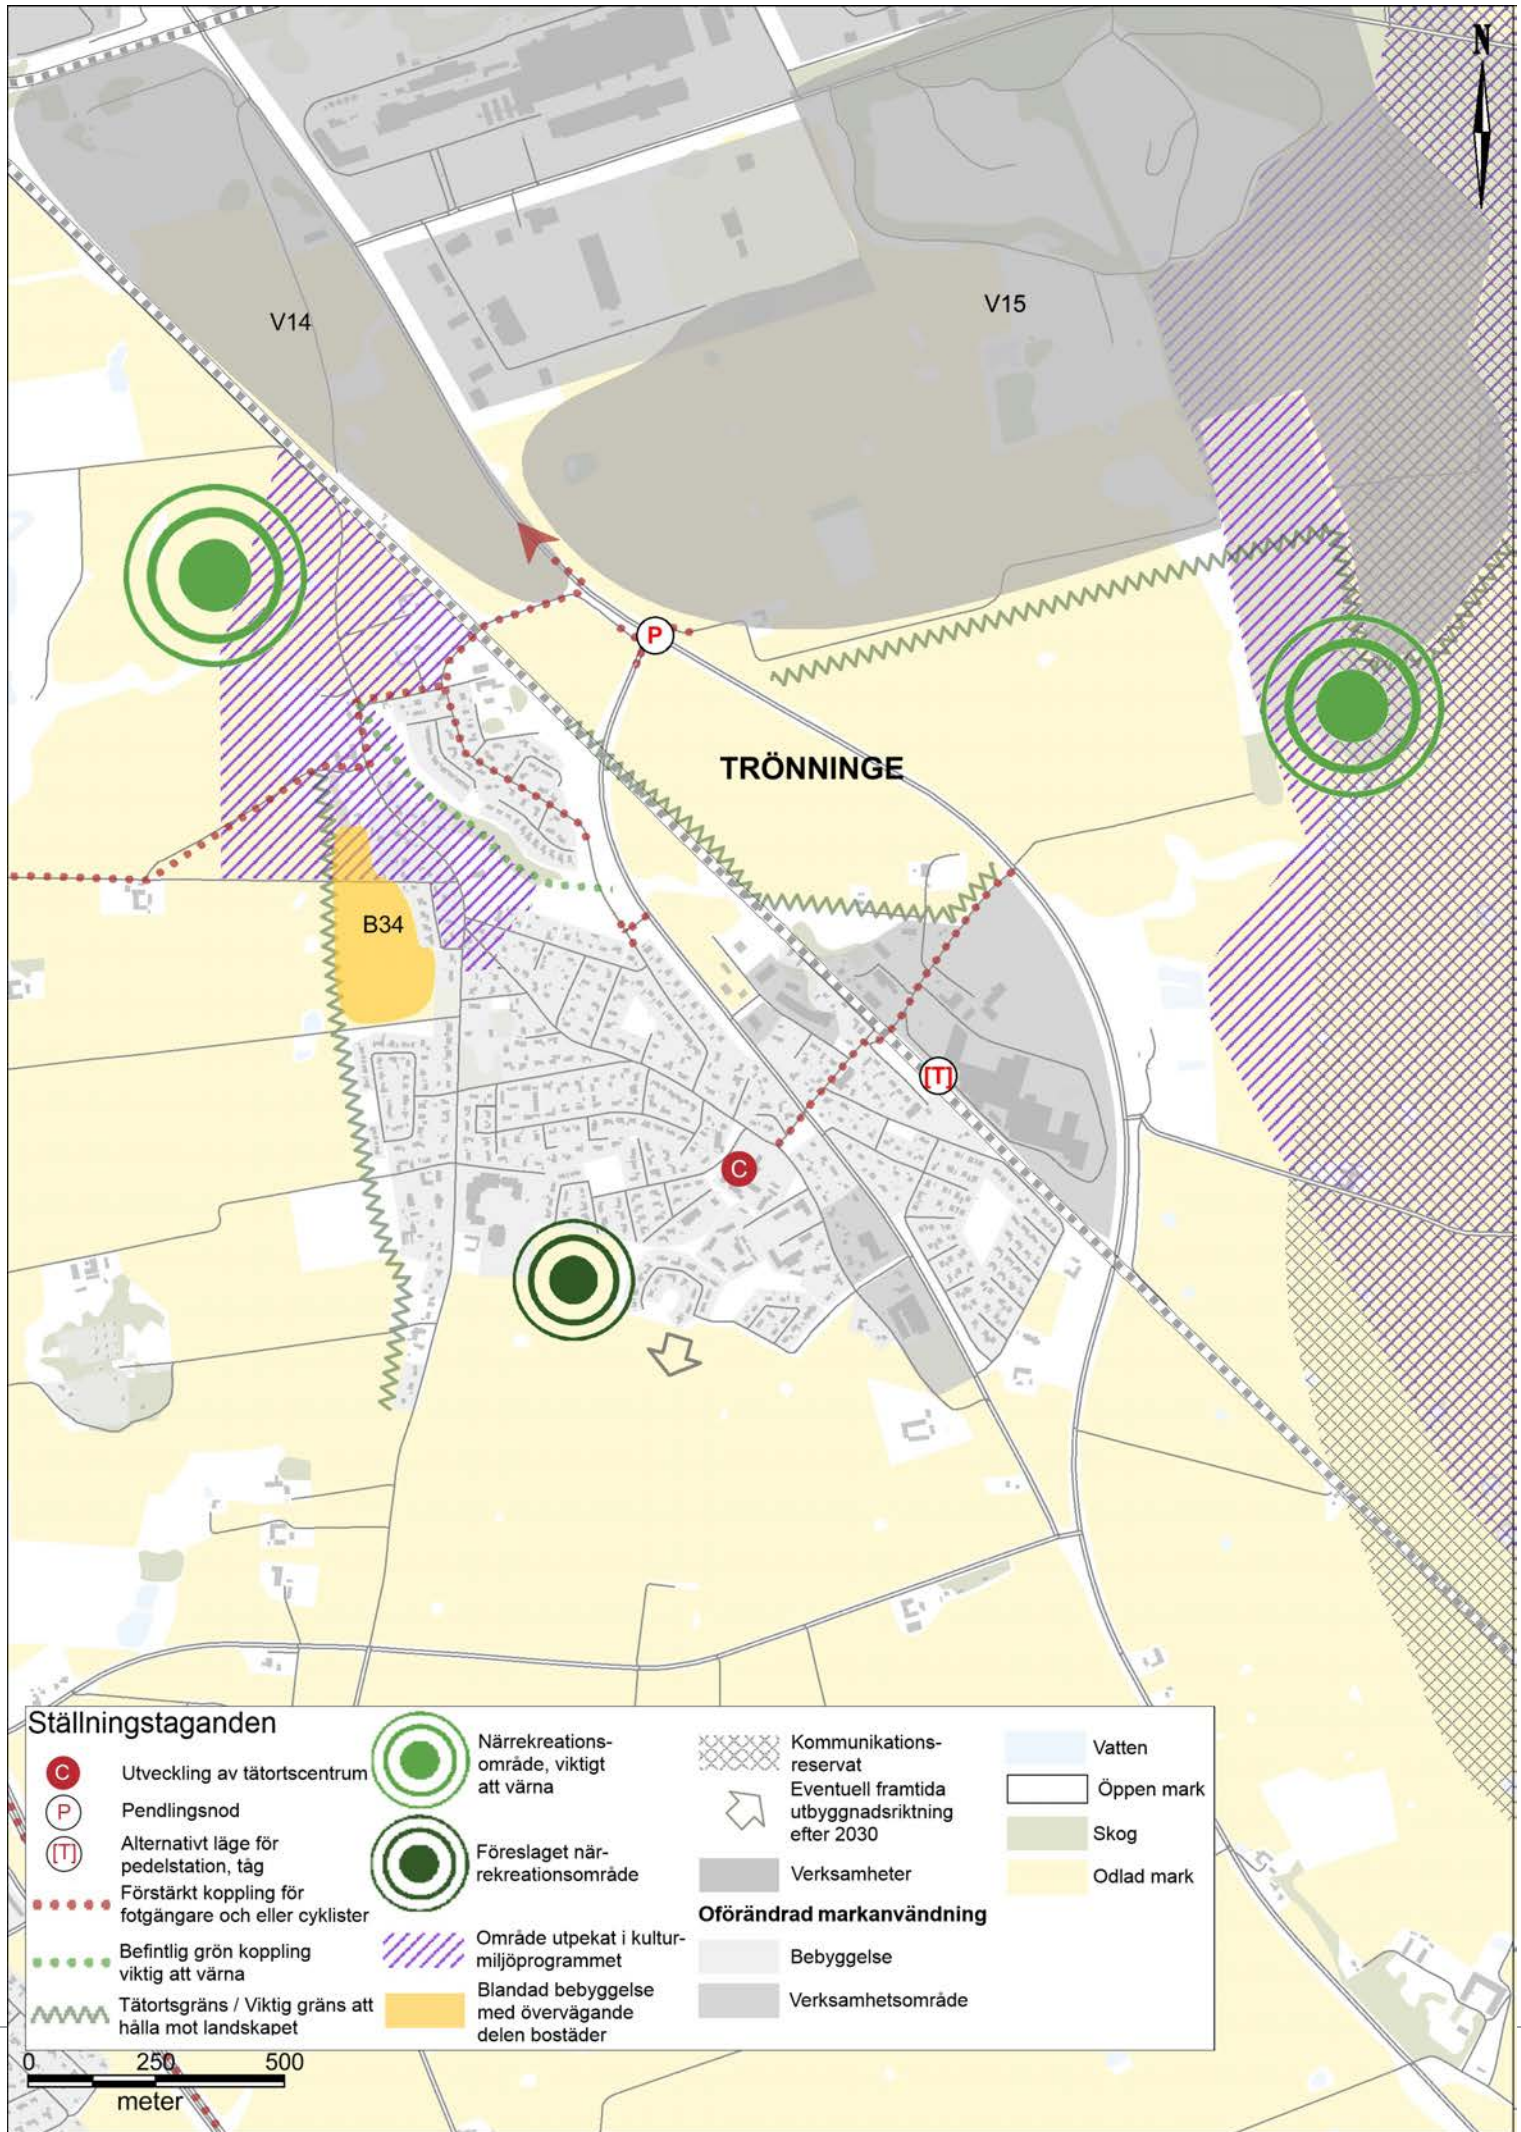 N
V14
V15
P
TRÖNNINGE
B34
[T]
C
Ställningstaganden
C Utveckling av tätortscentrum
P Pendlingsnod
[T] Alternativt läge för
pedelstation, tåg
Förstärkt koppling för
fotgängare och eller cyklister
Befintlig grön koppling
viktig att värna
Tätortsgräns / Viktig gräns att
hålla mot landskapet
Närrekreations-
område, viktigt
att värna
Föreslaget när-
rekreationsområde
Område utpekat i kultur-
miljöprogrammet
Blandad bebyggelse
med övervägande
delen bostäder
Kommunikations-
reservat
Eventuell framtida
utbyggnadsriktning
efter 2030
Verksamheter
Oförändrad markanvändning
Bebyggelse
Verksamhetsområde
Vatten
Öppen mark
Skog
Odlad mark
0 250 500
meter